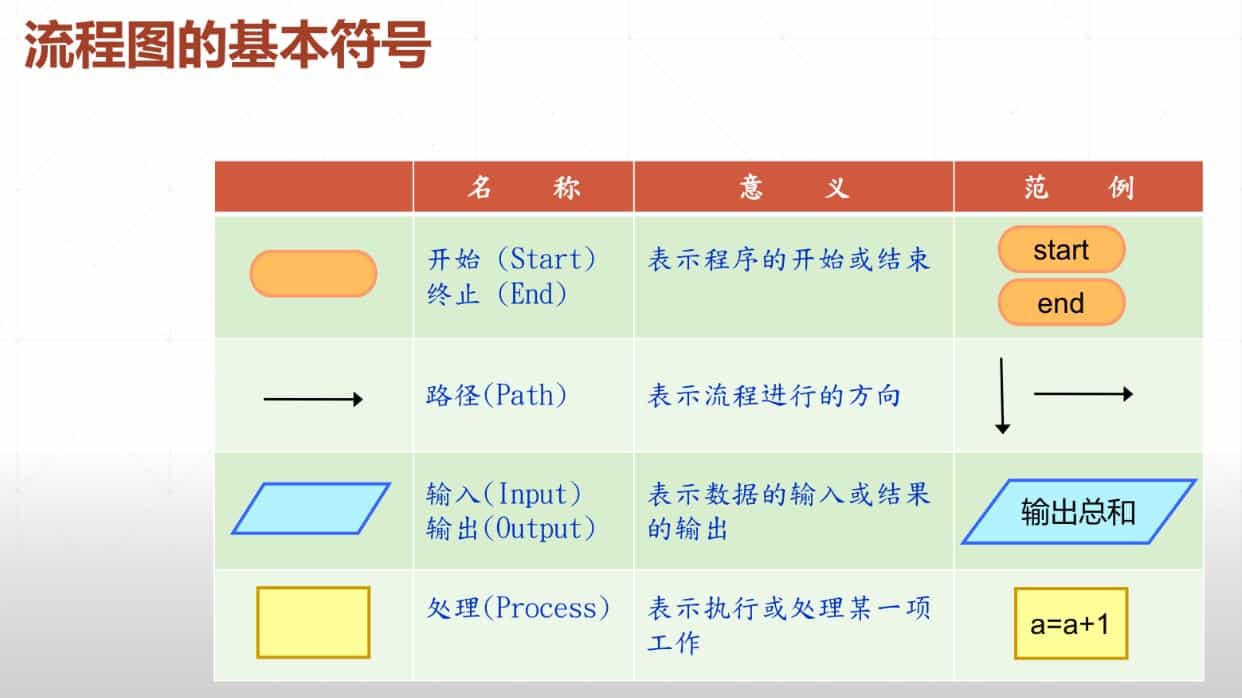 流程图的基本符号
名 称 意 义 范 例
开始（Start）
终止（End）
表示程序的开始或结束
start
end
路径(Path)
表示流程进行的方向
输入(Input)
输出(Output)
表示数据的输入或结果
的输出
输出总和
处理(Process)
表示执行或处理某一项
工作
a=a+1